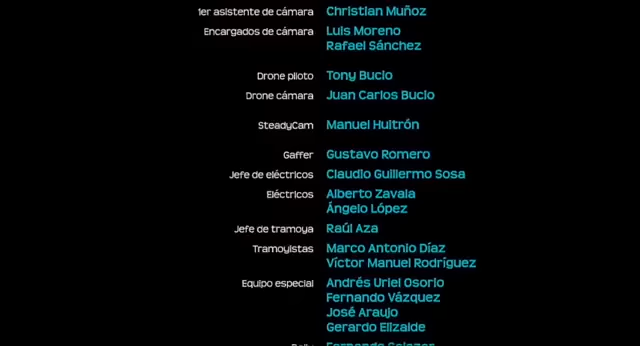 1er asistente de cámara Christian Muñoz
Encargados de cámara Luis Moreno
Rafael Sánchez
Drone piloto Tony Bucio
Drone cámara Juan Carlos Bucio
SteadyCam Manuel Huitrón
Gaffer Gustavo Romero
Jefe de eléctricos Claudio Guillermo Sosa
Eléctricos Alberto Zavala
Ángelo López
Jefe de tramoya Raúl Aza
Tramoyistas Marco Antonio Díaz
Víctor Manuel Rodríguez
Equipo especial Andrés Uriel Osorio
Fernando Vázquez
José Araujo
Gerardo Elizalde
Fernando Salazar